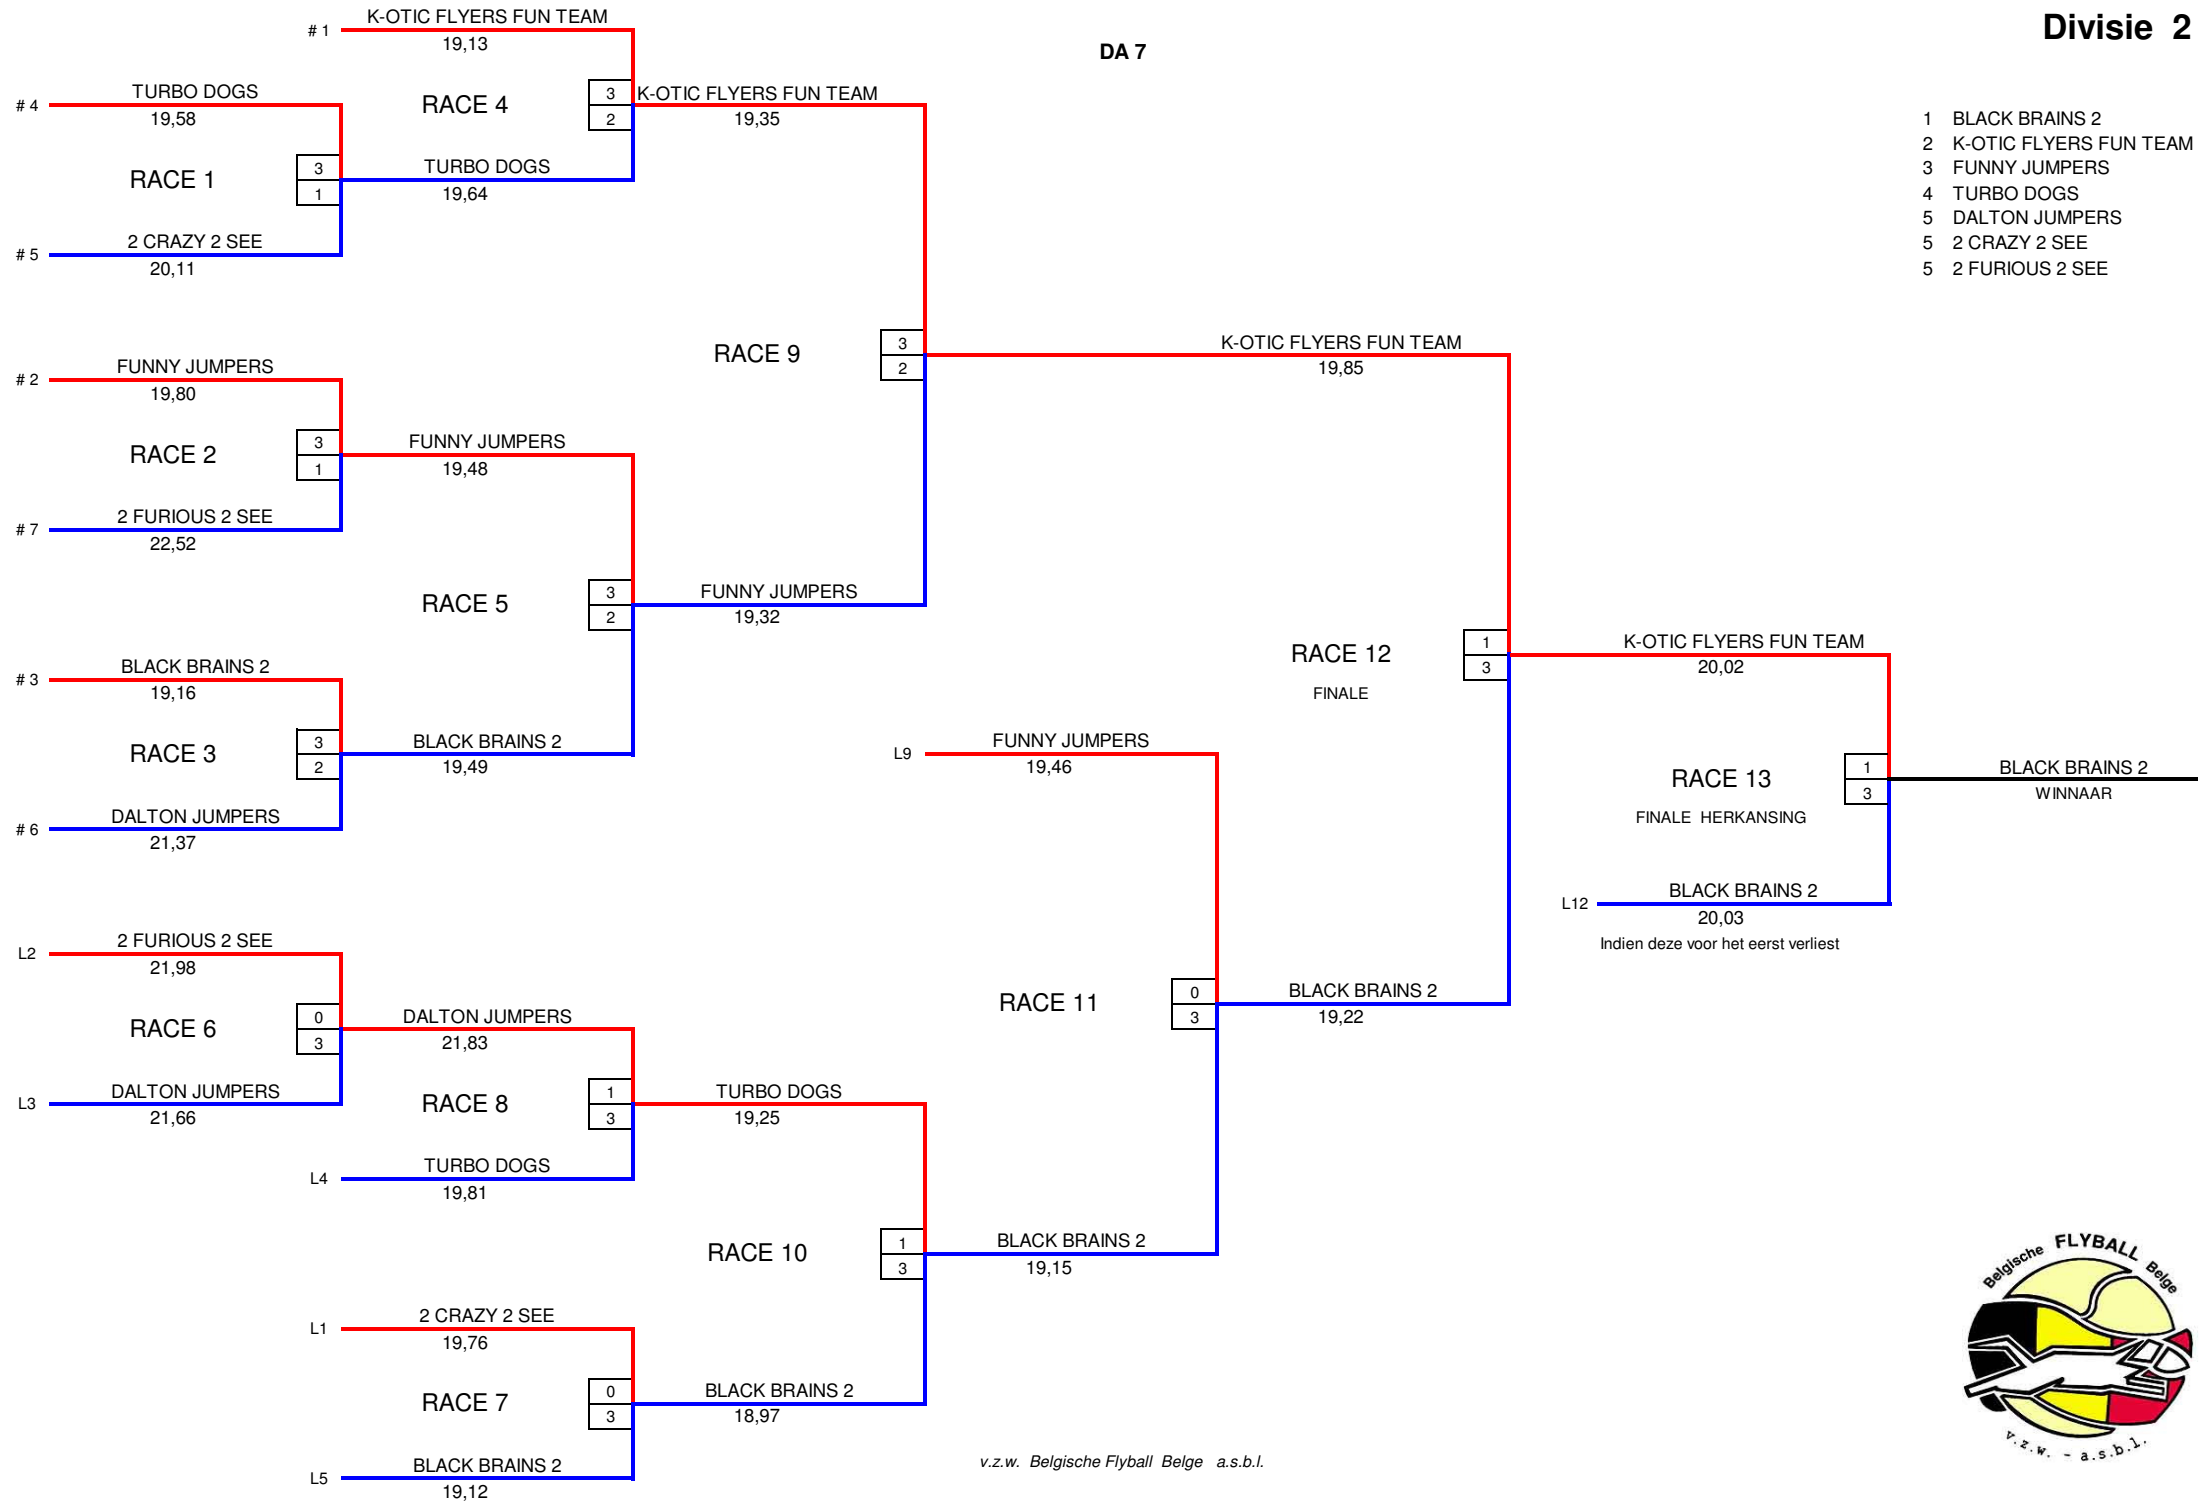 Divisie 2
DA 7
1 BLACK BRAINS 2
2 K-OTIC FLYERS FUN TEAM
3 FUNNY JUMPERS
4 TURBO DOGS
5 DALTON JUMPERS
5 2 CRAZY 2 SEE
5 2 FURIOUS 2 SEE
# 1 K-OTIC FLYERS FUN TEAM
19,13
# 4 TURBO DOGS
19,58
RACE 1
3
1
# 5 2 CRAZY 2 SEE
20,11
RACE 4
3
2
TURBO DOGS
19,64
K-OTIC FLYERS FUN TEAM
19,35
# 2 FUNNY JUMPERS
19,80
RACE 2
3
1
# 7 2 FURIOUS 2 SEE
22,52
FUNNY JUMPERS
19,48
RACE 5
3
2
# 3 BLACK BRAINS 2
19,16
RACE 3
3
2
# 6 DALTON JUMPERS
21,37
BLACK BRAINS 2
19,49
FUNNY JUMPERS
19,32
RACE 9
3
2
K-OTIC FLYERS FUN TEAM
19,85
L2 2 FURIOUS 2 SEE
21,98
RACE 6
0
3
L3 DALTON JUMPERS
21,66
DALTON JUMPERS
21,83
RACE 8
1
3
L4 TURBO DOGS
19,81
TURBO DOGS
19,25
L1 2 CRAZY 2 SEE
19,76
RACE 7
0
3
L5 BLACK BRAINS 2
19,12
BLACK BRAINS 2
18,97
RACE 10
1
3
BLACK BRAINS 2
19,15
L9 FUNNY JUMPERS
19,46
RACE 11
0
3
BLACK BRAINS 2
19,22
RACE 12
FINALE
1
3
K-OTIC FLYERS FUN TEAM
20,02
RACE 13
FINALE HERKANSING
1
3
L12 BLACK BRAINS 2
20,03
Indien deze voor het eerst verliest
BLACK BRAINS 2
WINNAAR
v.z.w. Belgische Flyball Belge a.s.b.l.
Belgische FLYBALL Belge
v.z.w. - a.s.b.l.